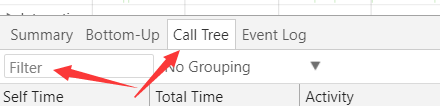 Summary Bottom-Up Call Tree Event Log
Filter No Grouping ▼
Self Time Total Time Activity